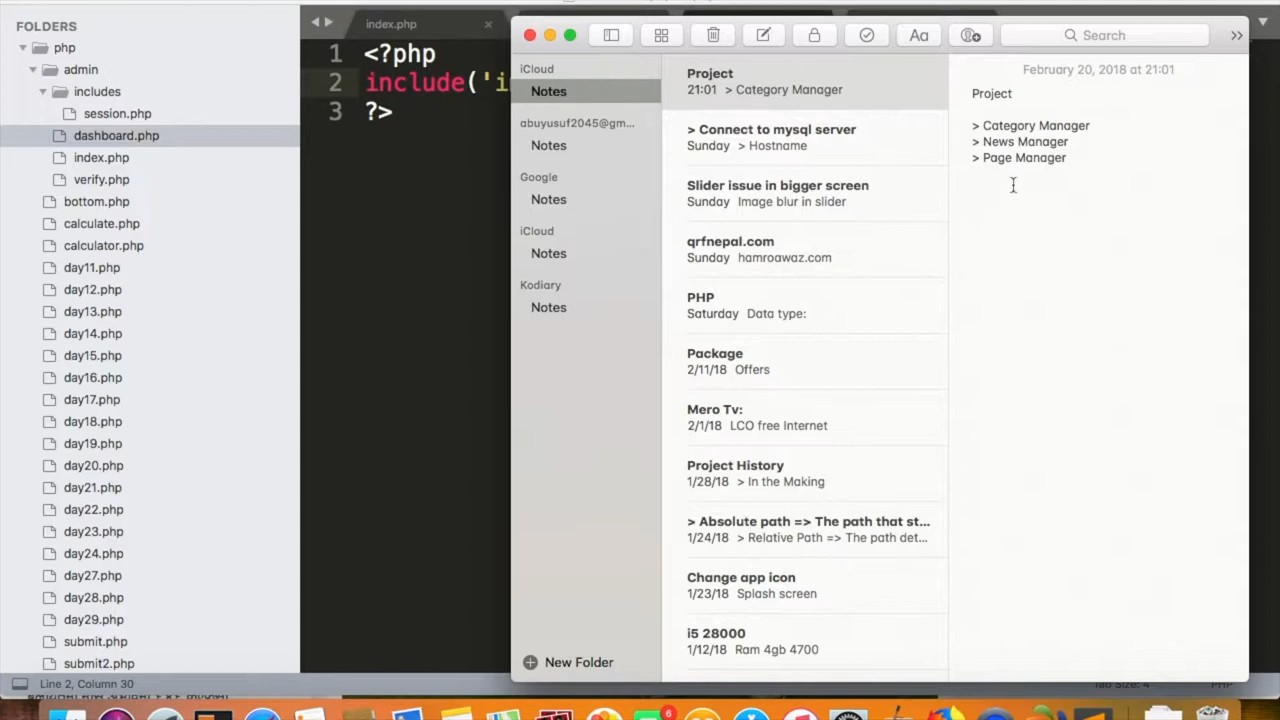 FOLDERS
php
admin
includes
session.php
dashboard.php
index.php
verify.php
bottom.php
calculate.php
calculator.php
day11.php
day12.php
day13.php
day14.php
day15.php
day16.php
day17.php
day18.php
day19.php
day20.php
day21.php
day22.php
day23.php
day24.php
day27.php
day28.php
day29.php
submit.php
submit2.php
Line 2, Column 30
index.php
1 <?php
2 include('i
3 ?>
Aa
Search
iCloud
Notes
abuyusuf2045@gm...
Notes
Google
Notes
iCloud
Notes
Kodiary
Notes
New Folder
Project
21:01 > Category Manager
> Connect to mysql server
Sunday > Hostname
Slider issue in bigger screen
Sunday Image blur in slider
qrfnepal.com
Sunday hamroawaz.com
PHP
Saturday Data type:
Package
2/11/18 Offers
Mero Tv:
2/1/18 LCO free Internet
Project History
1/28/18 > In the Making
> Absolute path => The path that st...
1/24/18 > Relative Path => The path det...
Change app icon
1/23/18 Splash screen
i5 28000
1/12/18 Ram 4gb 4700
February 20, 2018 at 21:01
Project
> Category Manager
> News Manager
> Page Manager
Tab Size: 4
PHP
6